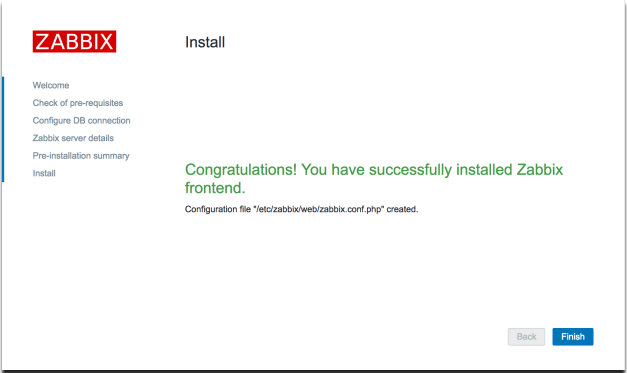 ZABBIX
Install
Welcome
Check of pre-requisites
Configure DB connection
Zabbix server details
Pre-installation summary
Install
Congratulations! You have successfully installed Zabbix
frontend.
Configuration file "/etc/zabbix/web/zabbix.conf.php" created.
Back
Finish